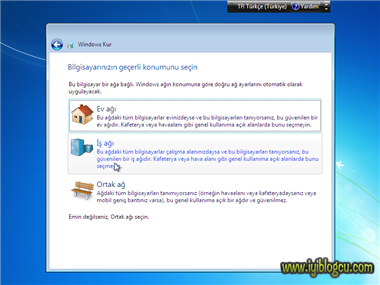 TR Türkçe (Türkiye) Yardım
Windows Kur
Bilgisayarınızın geçerli konumunu seçin
Bu bilgisayar bir ağa bağlı. Windows ağın konumuna göre doğru ağ ayarlarını otomatik olarak
uygulayacak.
Ev ağı
Bu ağdaki tüm bilgisayarlar evinizdeyse ve bu bilgisayarları tanıyorsanız, bu güvenilen bir
ev ağıdır. Kafeterya veya hava alanı gibi genel kullanıma açık alanlarda bunu seçmeyin.
İş ağı
Bu ağdaki tüm bilgisayarlar çalışma alanınızdaysa ve bu bilgisayarları tanıyorsanız, bu
güvenilen bir iş ağıdır. Kafeterya veya hava alanı gibi genel kullanıma açık alanlarda bunu
seçmeyin.
Ortak ağ
Ağdaki tüm bilgisayarları tanımıyorsanız (örneğin havaalanı veya kafeteryadaysanız veya
mobil geniş bantınız varsa), bu genel kullanıma açık bir ağdır ve güvenilmez.
Emin değilseniz, Ortak ağı seçin.
www.iyiblogcu.com